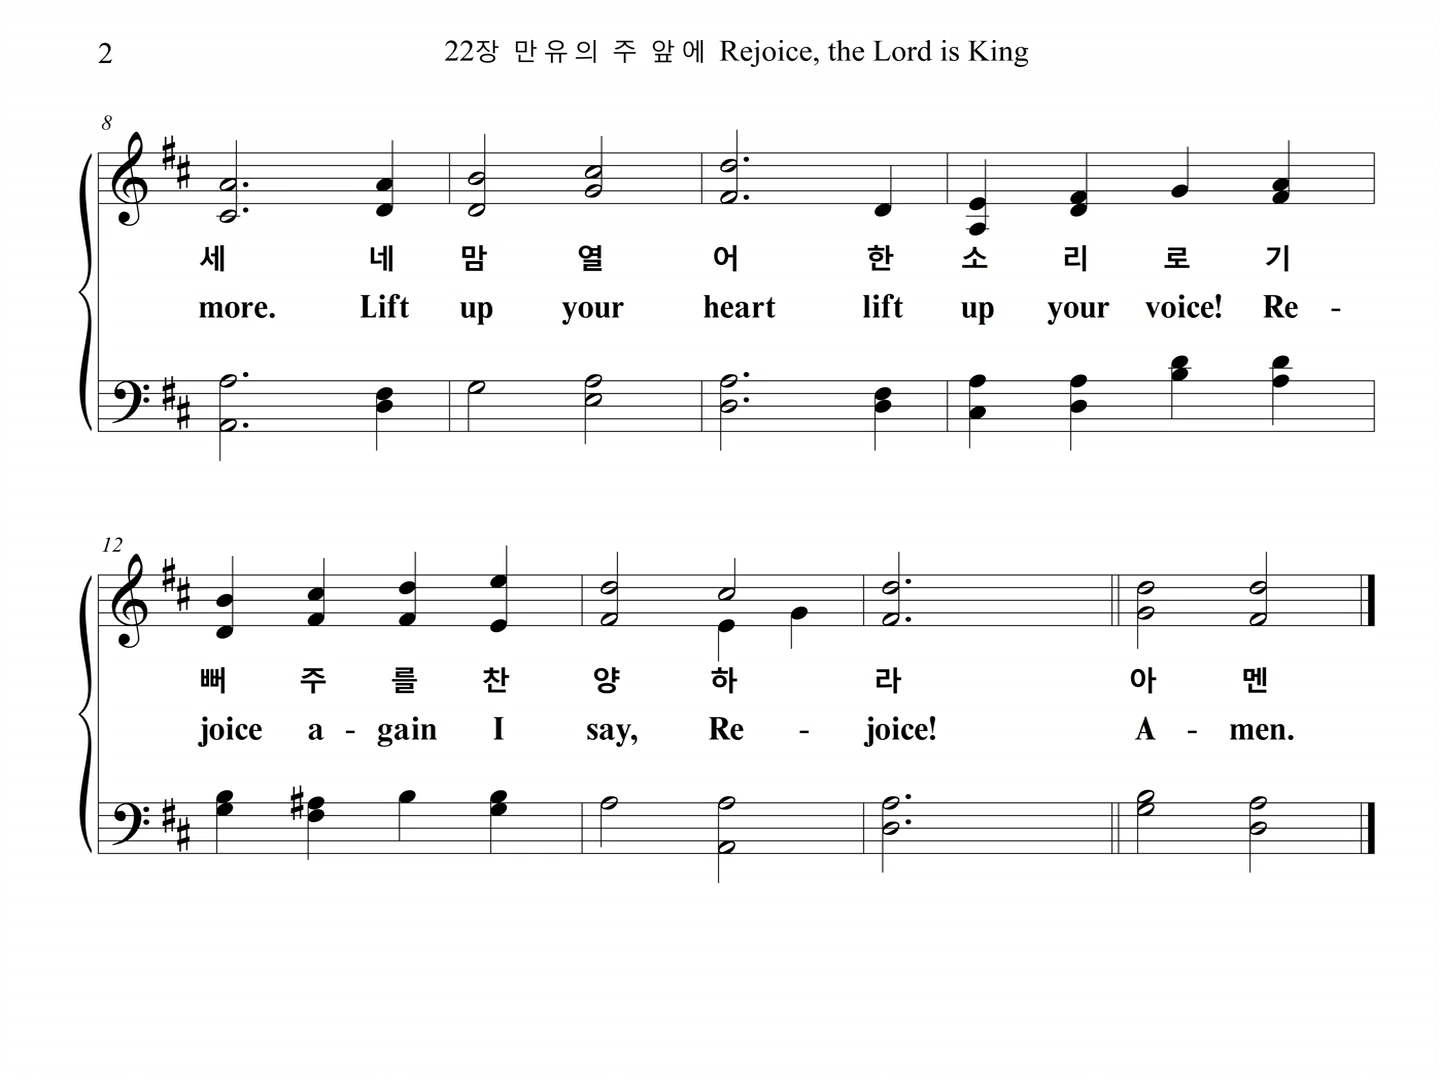 2
22장 만유의 주 앞에 Rejoice, the Lord is King
8
세 네 맘 열 어 한 소 리 로 기
more. Lift up your heart lift up your voice! Re -
12
뻐 주 를 찬 양 하 라 아 멘
joice a - gain I say, Re - joice! A - men.